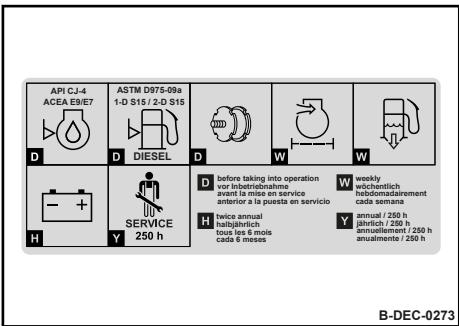 API CJ-4
ACEA E9/E7
D
ASTM D975-09a
1-D S15 / 2-D S15
DIESEL
D
D
W
W
H
SERVICE
250 h
Y
D
before taking into operation
vor Inbetriebnahme
avant la mise en service
anterior a la puesta en servicio
W
weekly
wöchentlich
hebdomadairement
cada semana
H
twice annual
halbjährlich
tous les 6 mois
cada 6 meses
Y
annual / 250 h
jährlich / 250 h
annuellement / 250 h
anualmente / 250 h
B-DEC-0273